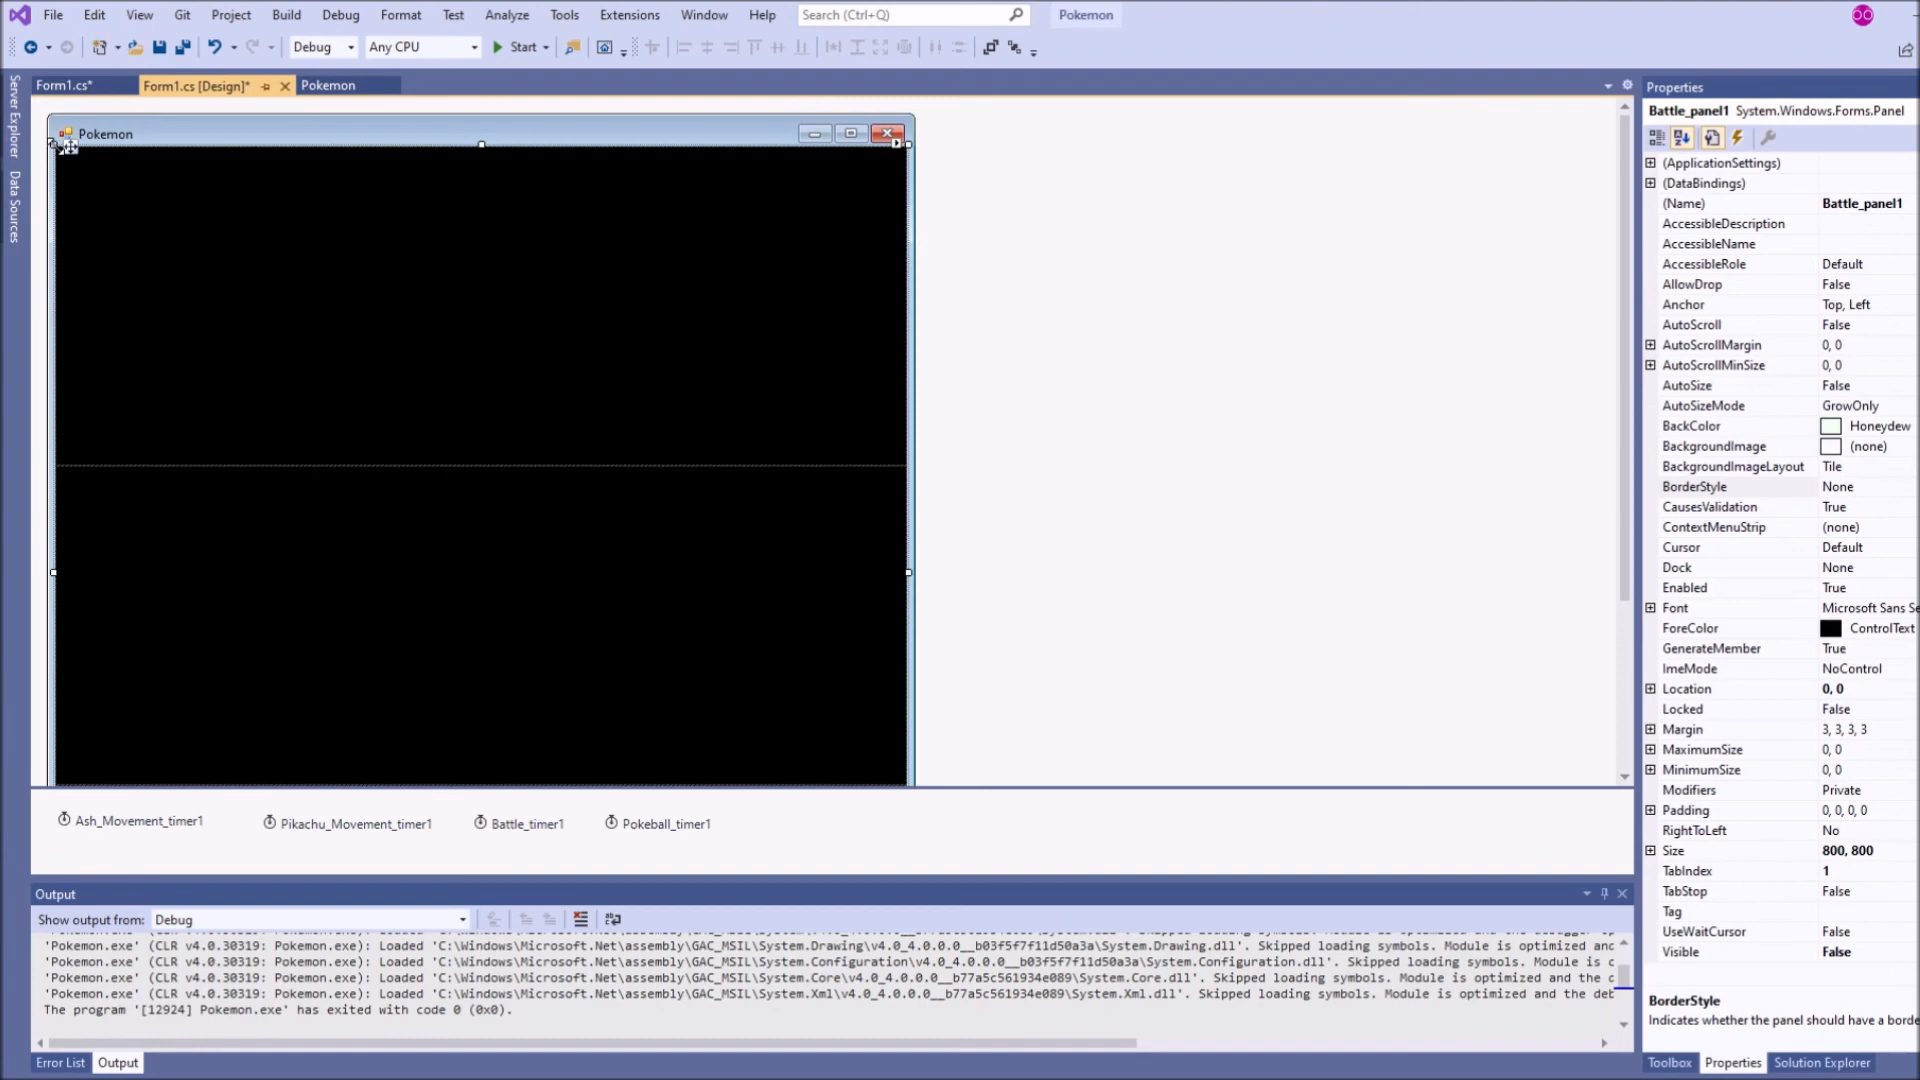 File Edit View Git Project Build Debug Format Test Analyze Tools Extensions Window Help Search (Ctrl+Q) Pokemon
Debug Any CPU Start
Server Explorer
Data Sources
Form1.cs* Form1.cs [Design]* Pokemon
Pokemon
Ash_Movement_timer1 Pikachu_Movement_timer1 Battle_timer1 Pokeball_timer1
Output
Show output from: Debug
'Pokemon.exe' (CLR v4.0.30319: Pokemon.exe): Loaded 'C:\Windows\Microsoft.Net\assembly\GAC_MSIL\System.Drawing\v4.0_4.0.0.0__b03f5f7f11d50a3a\System.Drawing.dll'. Skipped loading symbols. Module is optimized and
'Pokemon.exe' (CLR v4.0.30319: Pokemon.exe): Loaded 'C:\Windows\Microsoft.Net\assembly\GAC_MSIL\System.Configuration\v4.0_4.0.0.0__b03f5f7f11d50a3a\System.Configuration.dll'. Skipped loading symbols. Module is c
'Pokemon.exe' (CLR v4.0.30319: Pokemon.exe): Loaded 'C:\Windows\Microsoft.Net\assembly\GAC_MSIL\System.Core\v4.0_4.0.0.0__b77a5c561934e089\System.Core.dll'. Skipped loading symbols. Module is optimized and the d
'Pokemon.exe' (CLR v4.0.30319: Pokemon.exe): Loaded 'C:\Windows\Microsoft.Net\assembly\GAC_MSIL\System.Xml\v4.0_4.0.0.0__b77a5c561934e089\System.Xml.dll'. Skipped loading symbols. Module is optimized and the deb
The program '[12924] Pokemon.exe' has exited with code 0 (0x0).
Error List Output
Properties
Battle_panel1 System.Windows.Forms.Panel
(ApplicationSettings)
(DataBindings)
(Name) Battle_panel1
AccessibleDescription
AccessibleName
AccessibleRole Default
AllowDrop False
Anchor Top, Left
AutoScroll False
AutoScrollMargin 0, 0
AutoScrollMinSize 0, 0
AutoSize False
AutoSizeMode GrowOnly
BackColor Honeydew
BackgroundImage (none)
BackgroundImageLayout Tile
BorderStyle None
CausesValidation True
ContextMenuStrip (none)
Cursor Default
Dock None
Enabled True
Font Microsoft Sans Se
ForeColor ControlText
GenerateMember True
ImeMode NoControl
Location 0, 0
Locked False
Margin 3, 3, 3, 3
MaximumSize 0, 0
MinimumSize 0, 0
Modifiers Private
Padding 0, 0, 0, 0
RightToLeft No
Size 800, 800
TabIndex 1
TabStop False
Tag
UseWaitCursor False
Visible False
BorderStyle
Indicates whether the panel should have a borde
Toolbox Properties Solution Explorer